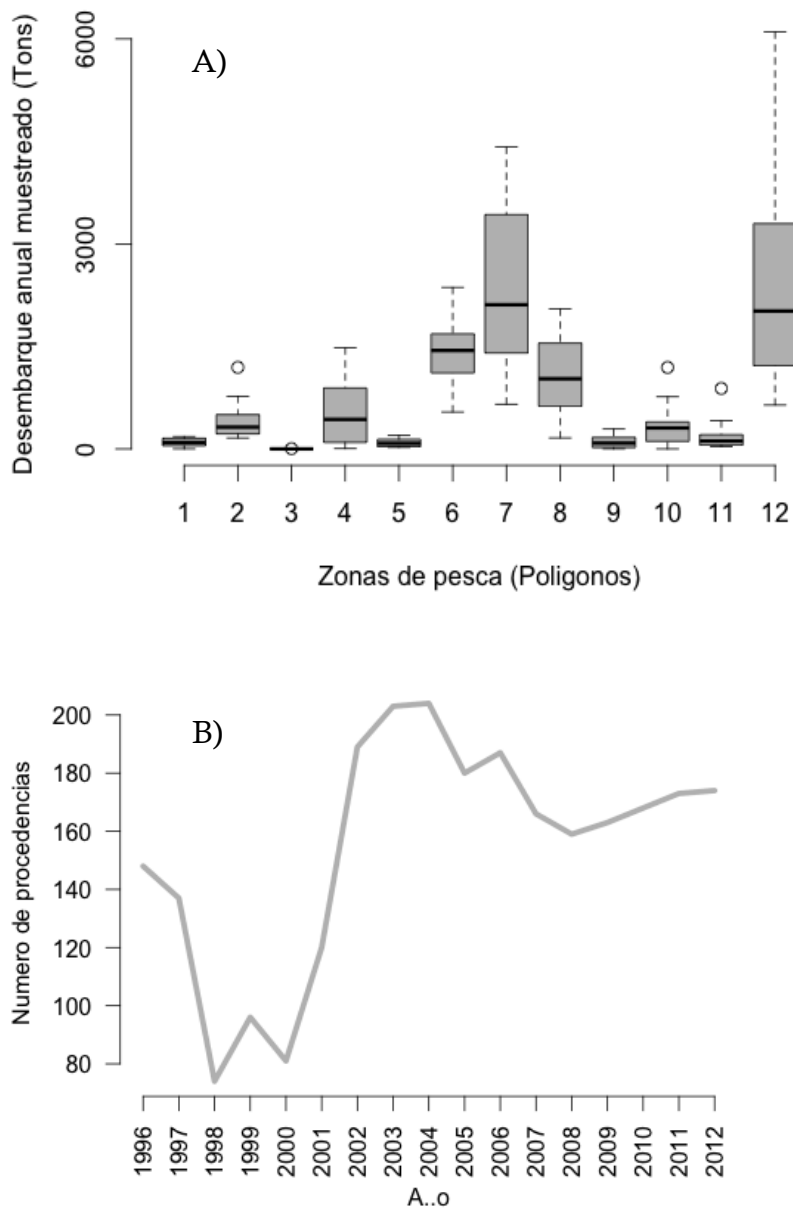 A)
Desembarque anual muestreado (Tons)
6000
3000
0
1 2 3 4 5 6 7 8 9 10 11 12
Zonas de pesca (Poligonos)
B)
Numero de procedencias
200
180
160
140
120
100
80
1996 1997 1998 1999 2000 2001 2002 2003 2004 2005 2006 2007 2008 2009 2010 2011 2012
A..o